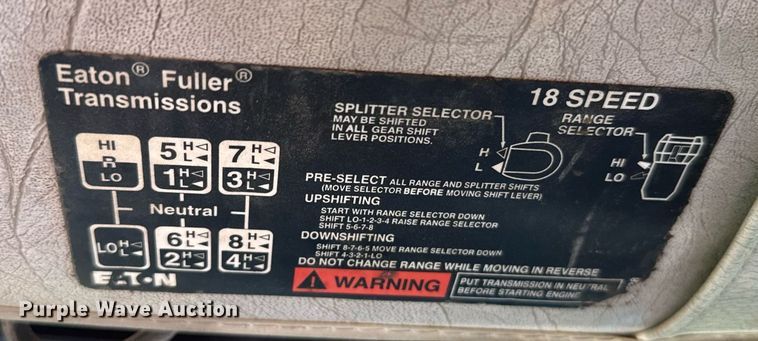 Eaton® Fuller®
Transmissions
18 SPEED
HI
R
LO
5 H L
1 H L
7 H L
3 H L
Neutral
LO H L
6 H L
2 H L
8 H L
4 H L
EATON
SPLITTER SELECTOR
MAY BE SHIFTED
IN ALL GEAR SHIFT
LEVER POSITIONS.
H
L
RANGE
SELECTOR
HI
LO
PRE-SELECT ALL RANGE AND SPLITTER SHIFTS
(MOVE SELECTOR BEFORE MOVING SHIFT LEVER)
UPSHIFTING
START WITH RANGE SELECTOR DOWN
SHIFT LO-1-2-3-4 RAISE RANGE SELECTOR
SHIFT 5-6-7-8
DOWNSHIFTING
SHIFT 8-7-6-5 MOVE RANGE SELECTOR DOWN
SHIFT 4-3-2-1-LO
DO NOT CHANGE RANGE WHILE MOVING IN REVERSE
! WARNING
PUT TRANSMISSION IN NEUTRAL
BEFORE STARTING ENGINE
Purple Wave Auction